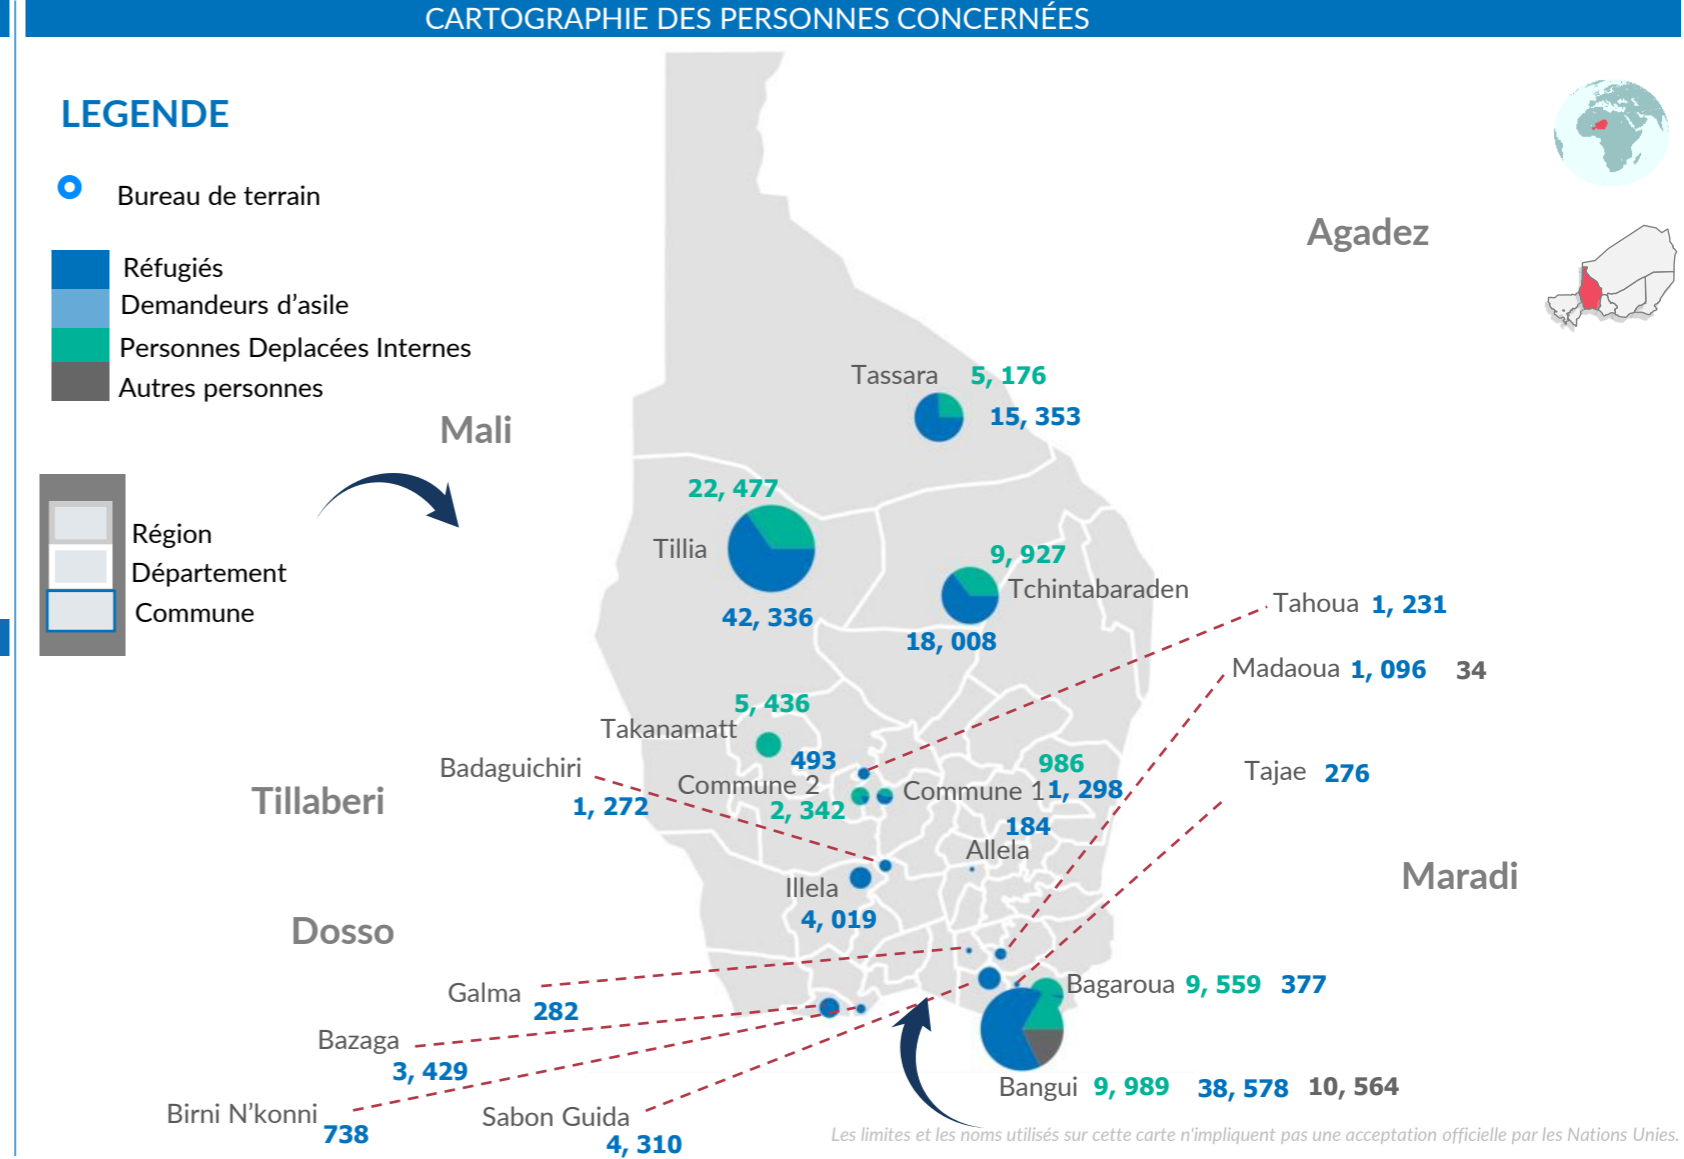 CARTOGRAPHIE DES PERSONNES CONCERNÉES
LEGENDE
Bureau de terrain
Réfugiés
Demandeurs d'asile
Personnes Deplacées Internes
Autres personnes
Région
Département
Commune
Agadez
Mali
Tassara 5, 176
15, 353
22, 477
Tillia
42, 336
9, 927
Tchintabaraden
18, 008
Tahoua 1, 231
Madaoua 1, 096 34
5, 436
Takanamatt
493
Badaguichiri
1, 272
Commune 2
2, 342
986
Commune 1 1, 298
184
Allela
Tajae 276
Tillaberi
Illela
4, 019
Maradi
Dosso
Galma
282
Bagaroua 9, 559 377
Bazaga
3, 429
Bangui 9, 989 38, 578 10, 564
Birni N'konni
738
Sabon Guida
4, 310
Les limites et les noms utilisés sur cette carte n'impliquent pas une acceptation officielle par les Nations Unies.